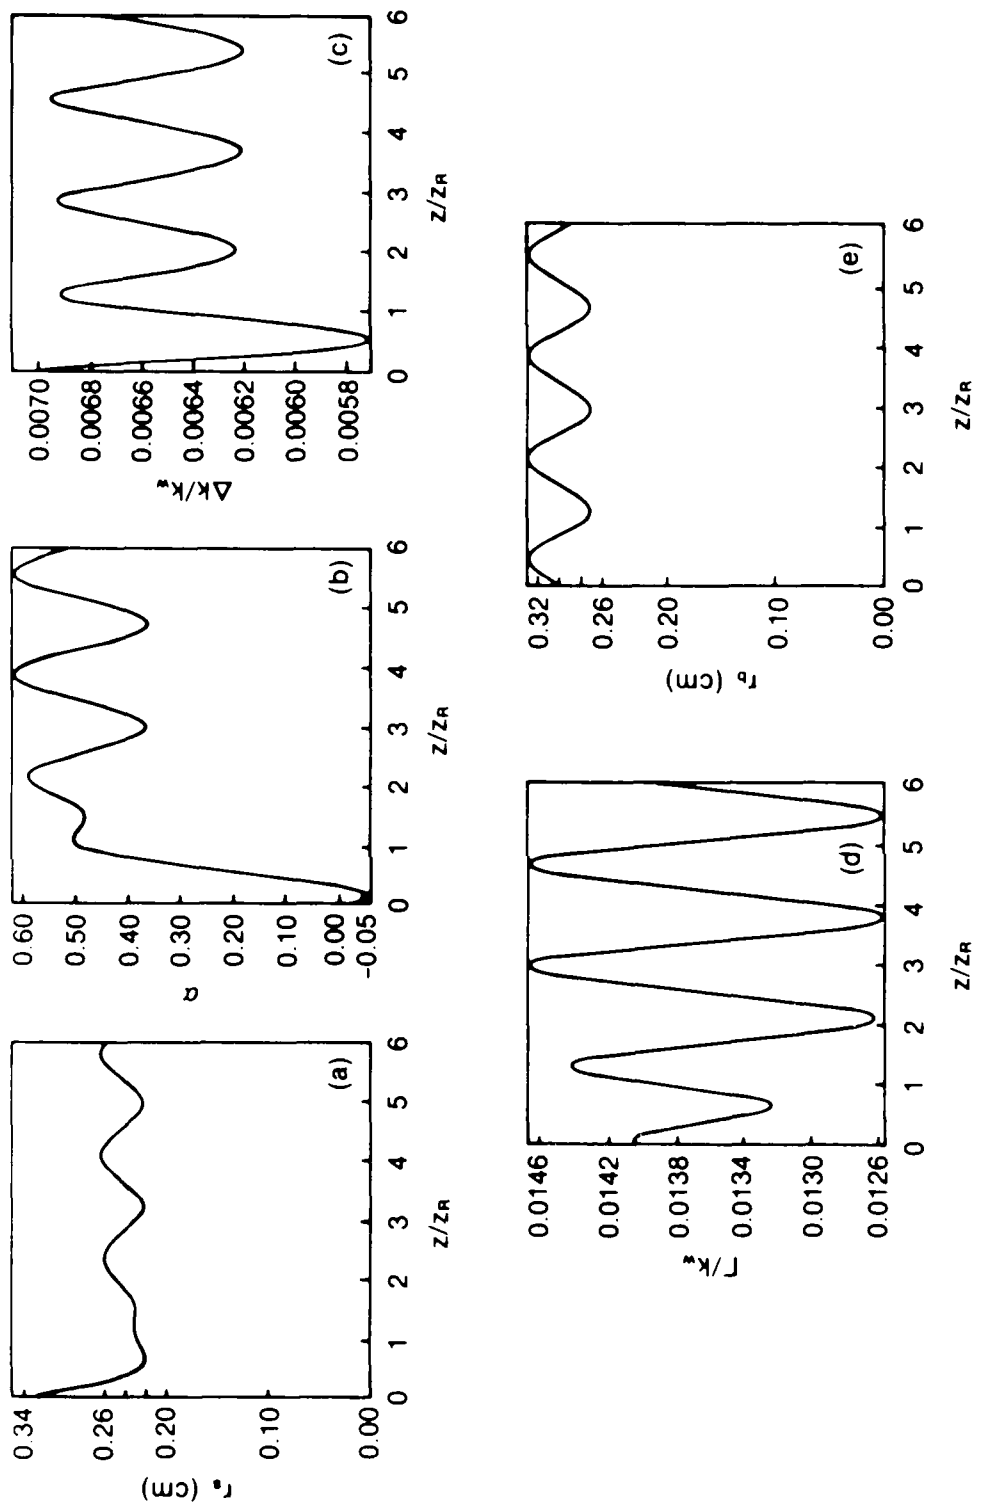 0.34
0.26
0.20
0.10
0.00
r_s (cm)
0 1 2 3 4 5 6
z/z_R
(a)
0.60
0.50
0.40
0.30
0.20
0.10
0.00
-0.05
α
0 1 2 3 4 5 6
z/z_R
(b)
0.0070
0.0068
0.0066
0.0064
0.0062
0.0060
0.0058
Δk/k_w
0 1 2 3 4 5 6
z/z_R
(c)
0.0146
0.0142
0.0138
0.0134
0.0130
0.0126
Γ/k_w
0 1 2 3 4 5 6
z/z_R
(d)
0.32
0.26
0.20
0.10
0.00
r_b (cm)
0 1 2 3 4 5 6
z/z_R
(e)